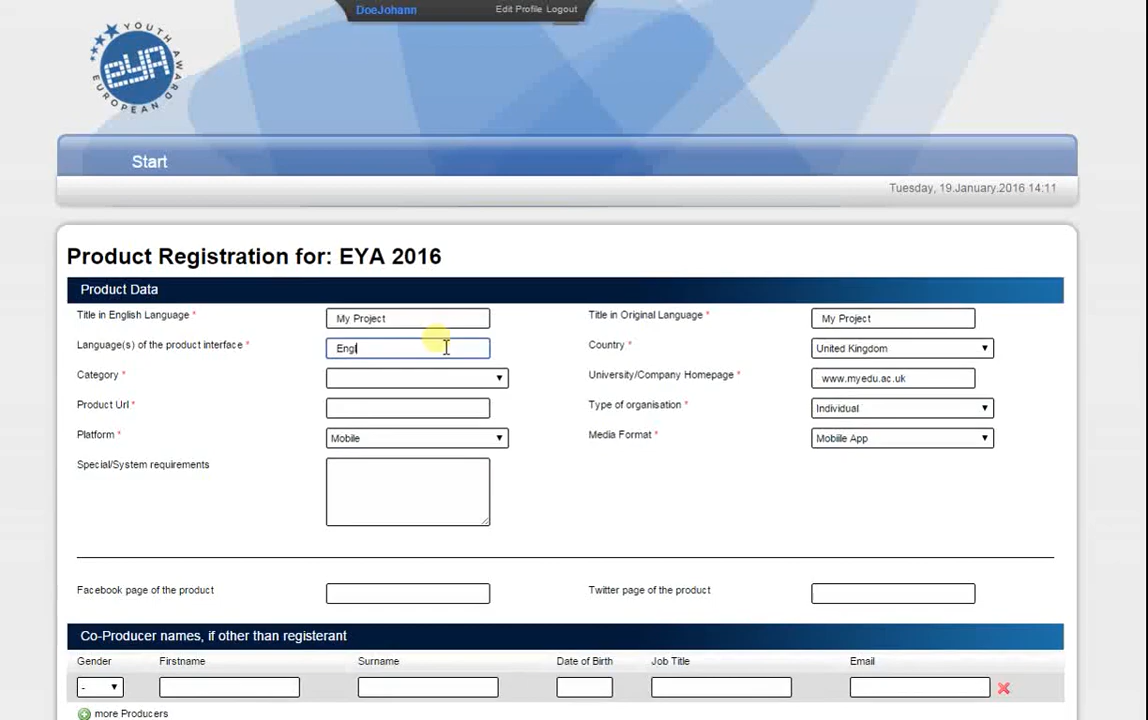 DoeJohann Edit Profile Logout
YOUTH AWARD
eya
EUROPEAN
Start
Tuesday, 19.January.2016 14:11
Product Registration for: EYA 2016
Product Data
Title in English Language * My Project Title in Original Language * My Project
Language(s) of the product interface * Engl Country * United Kingdom
Category * University/Company Homepage * www.myedu.ac.uk
Product Url * Type of organisation * Individual
Platform * Mobile Media Format * Mobiile App
Special/System requirements
Facebook page of the product Twitter page of the product
Co-Producer names, if other than registerant
Gender Firstname Surname Date of Birth Job Title Email
-
more Producers